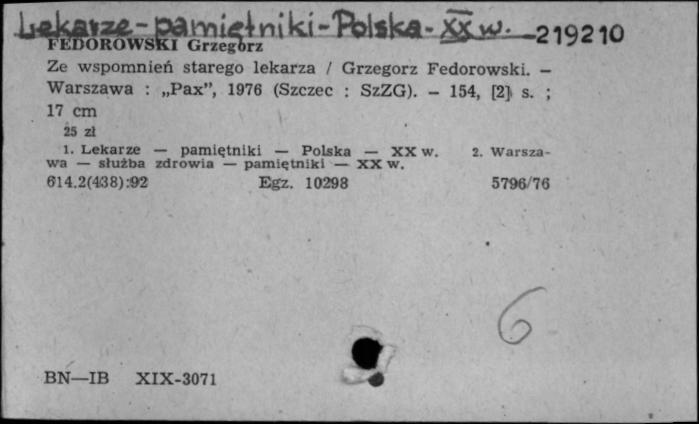 Lekarze-pamiętniki-Polska-XX w. 219210
FEDOROWSKI Grzegorz
Ze wspomnień starego lekarza / Grzegorz Fedorowski. —
Warszawa : „Pax”, 1976 (Szczec : SzZG). — 154, [2] s. ;
17 cm
25 zł
1. Lekarze — pamiętniki — Polska — XX w. 2. Warsza-
wa — służba zdrowia — pamiętniki — XX w.
614.2(438):92 Egz. 10298 5796/76
6
BN—IB XIX-3071